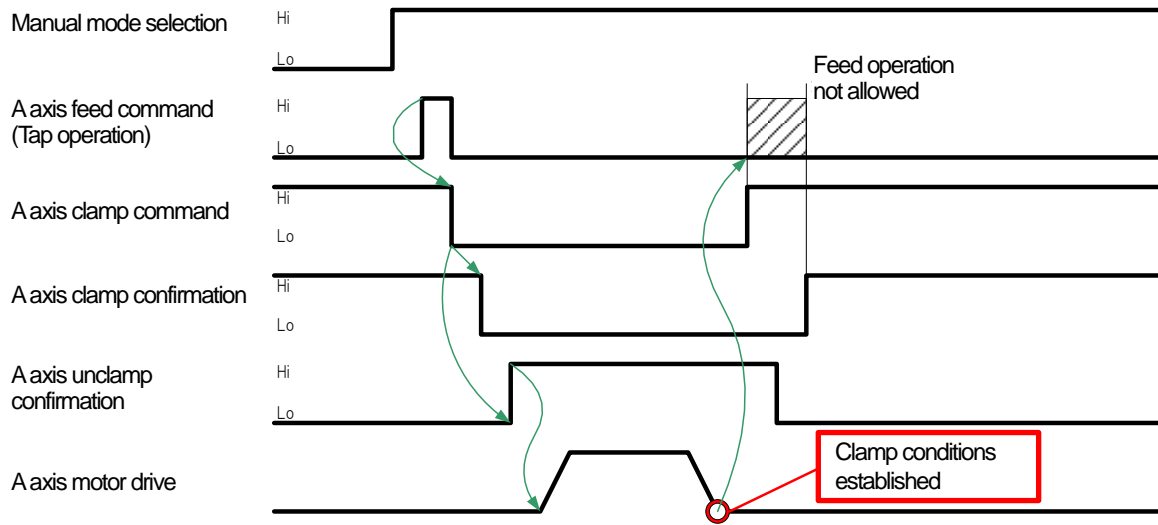 Manual mode selection
Hi
Lo
Feed operation
not allowed
A axis feed command
(Tap operation)
Hi
Lo
A axis clamp command
Hi
Lo
A axis clamp confirmation
Hi
Lo
A axis unclamp
confirmation
Hi
Lo
Clamp conditions
established
A axis motor drive